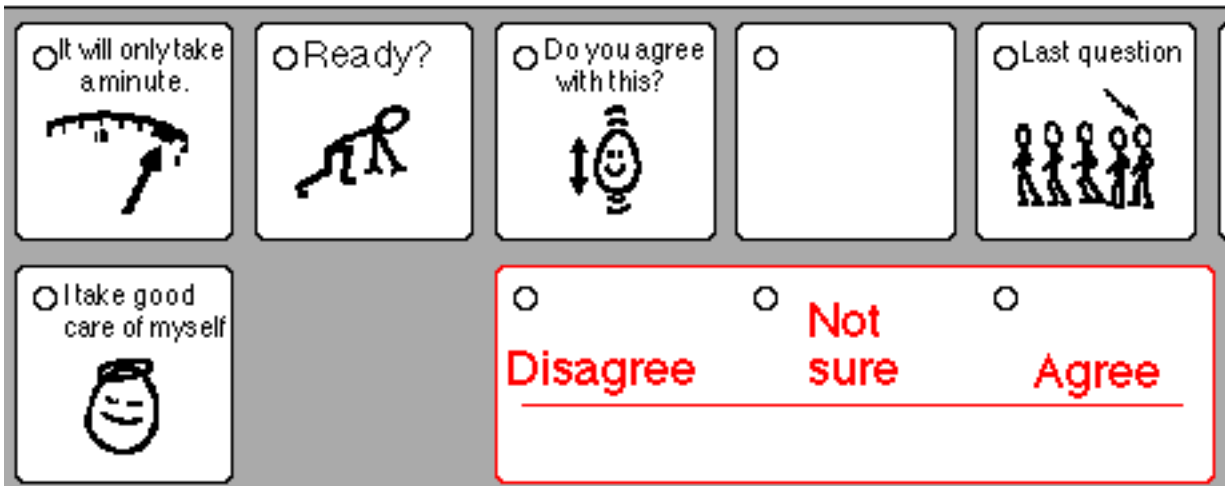 It will only take
a minute.
Ready?
Do you agree
with this?
Last question
I take good
care of myself
Disagree
Not
sure
Agree